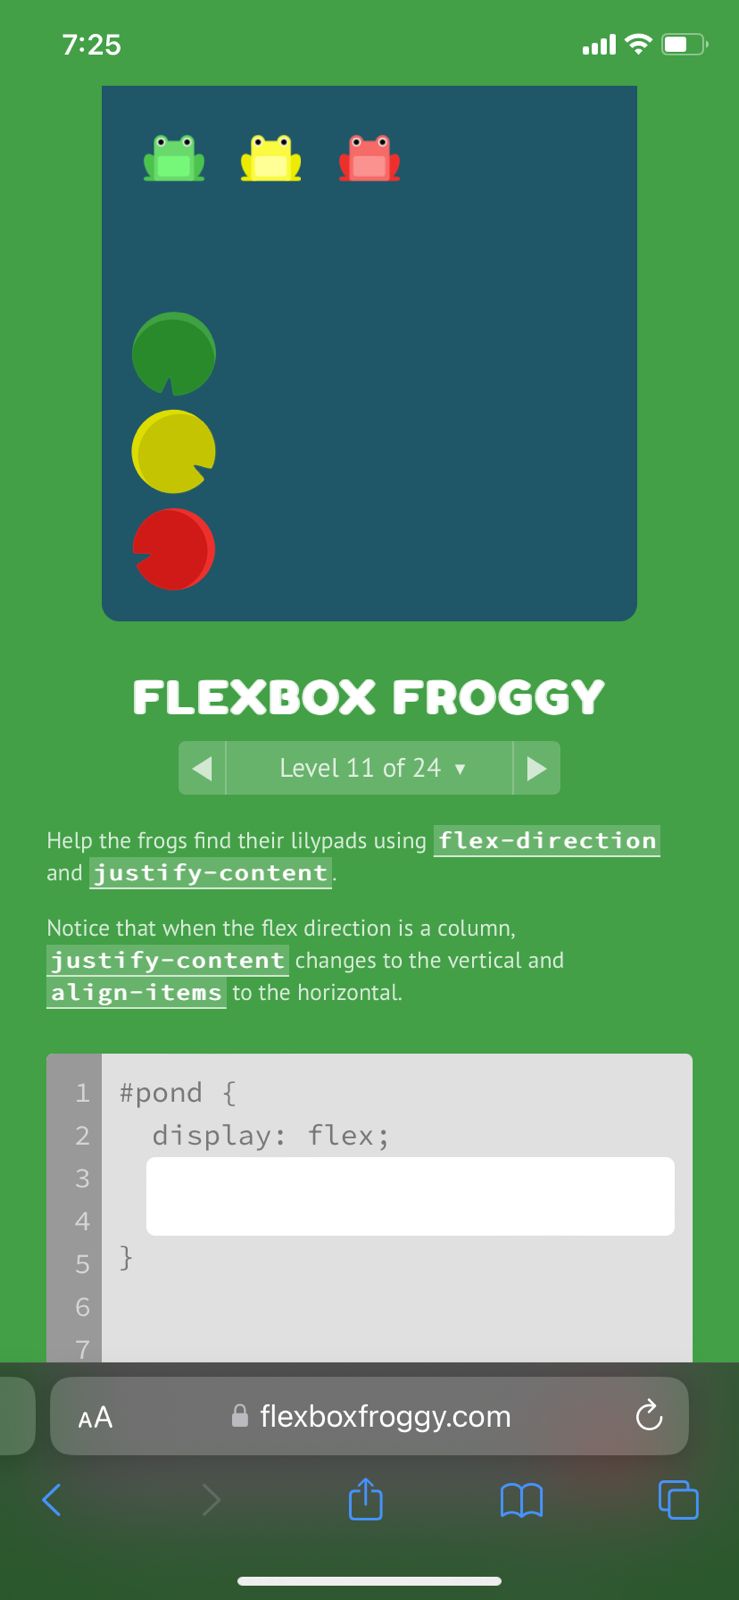 7:25
FLEXBOX FROGGY
Level 11 of 24 ▼
Help the frogs find their lilypads using flex-direction
and justify-content.
Notice that when the flex direction is a column,
justify-content changes to the vertical and
align-items to the horizontal.
1 #pond {
2 display: flex;
3
4
5 }
6
7
AA flexboxfroggy.com